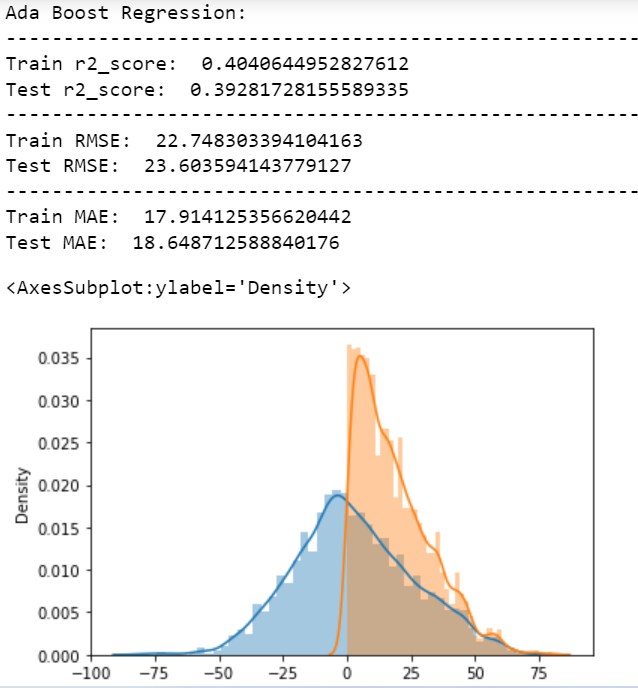 Ada Boost Regression:
--------------------------------------------------
Train r2_score:  0.4040644952827612
Test r2_score:  0.39281728155589335
--------------------------------------------------
Train RMSE:  22.748303394104163
Test RMSE:  23.603594143779127
--------------------------------------------------
Train MAE:  17.914125356620442
Test MAE:  18.648712588840176
<AxesSubplot:ylabel='Density'>
0.035
0.030
0.025
0.020
0.015
0.010
0.005
0.000
Density
−100 −75 −50 −25 0 25 50 75